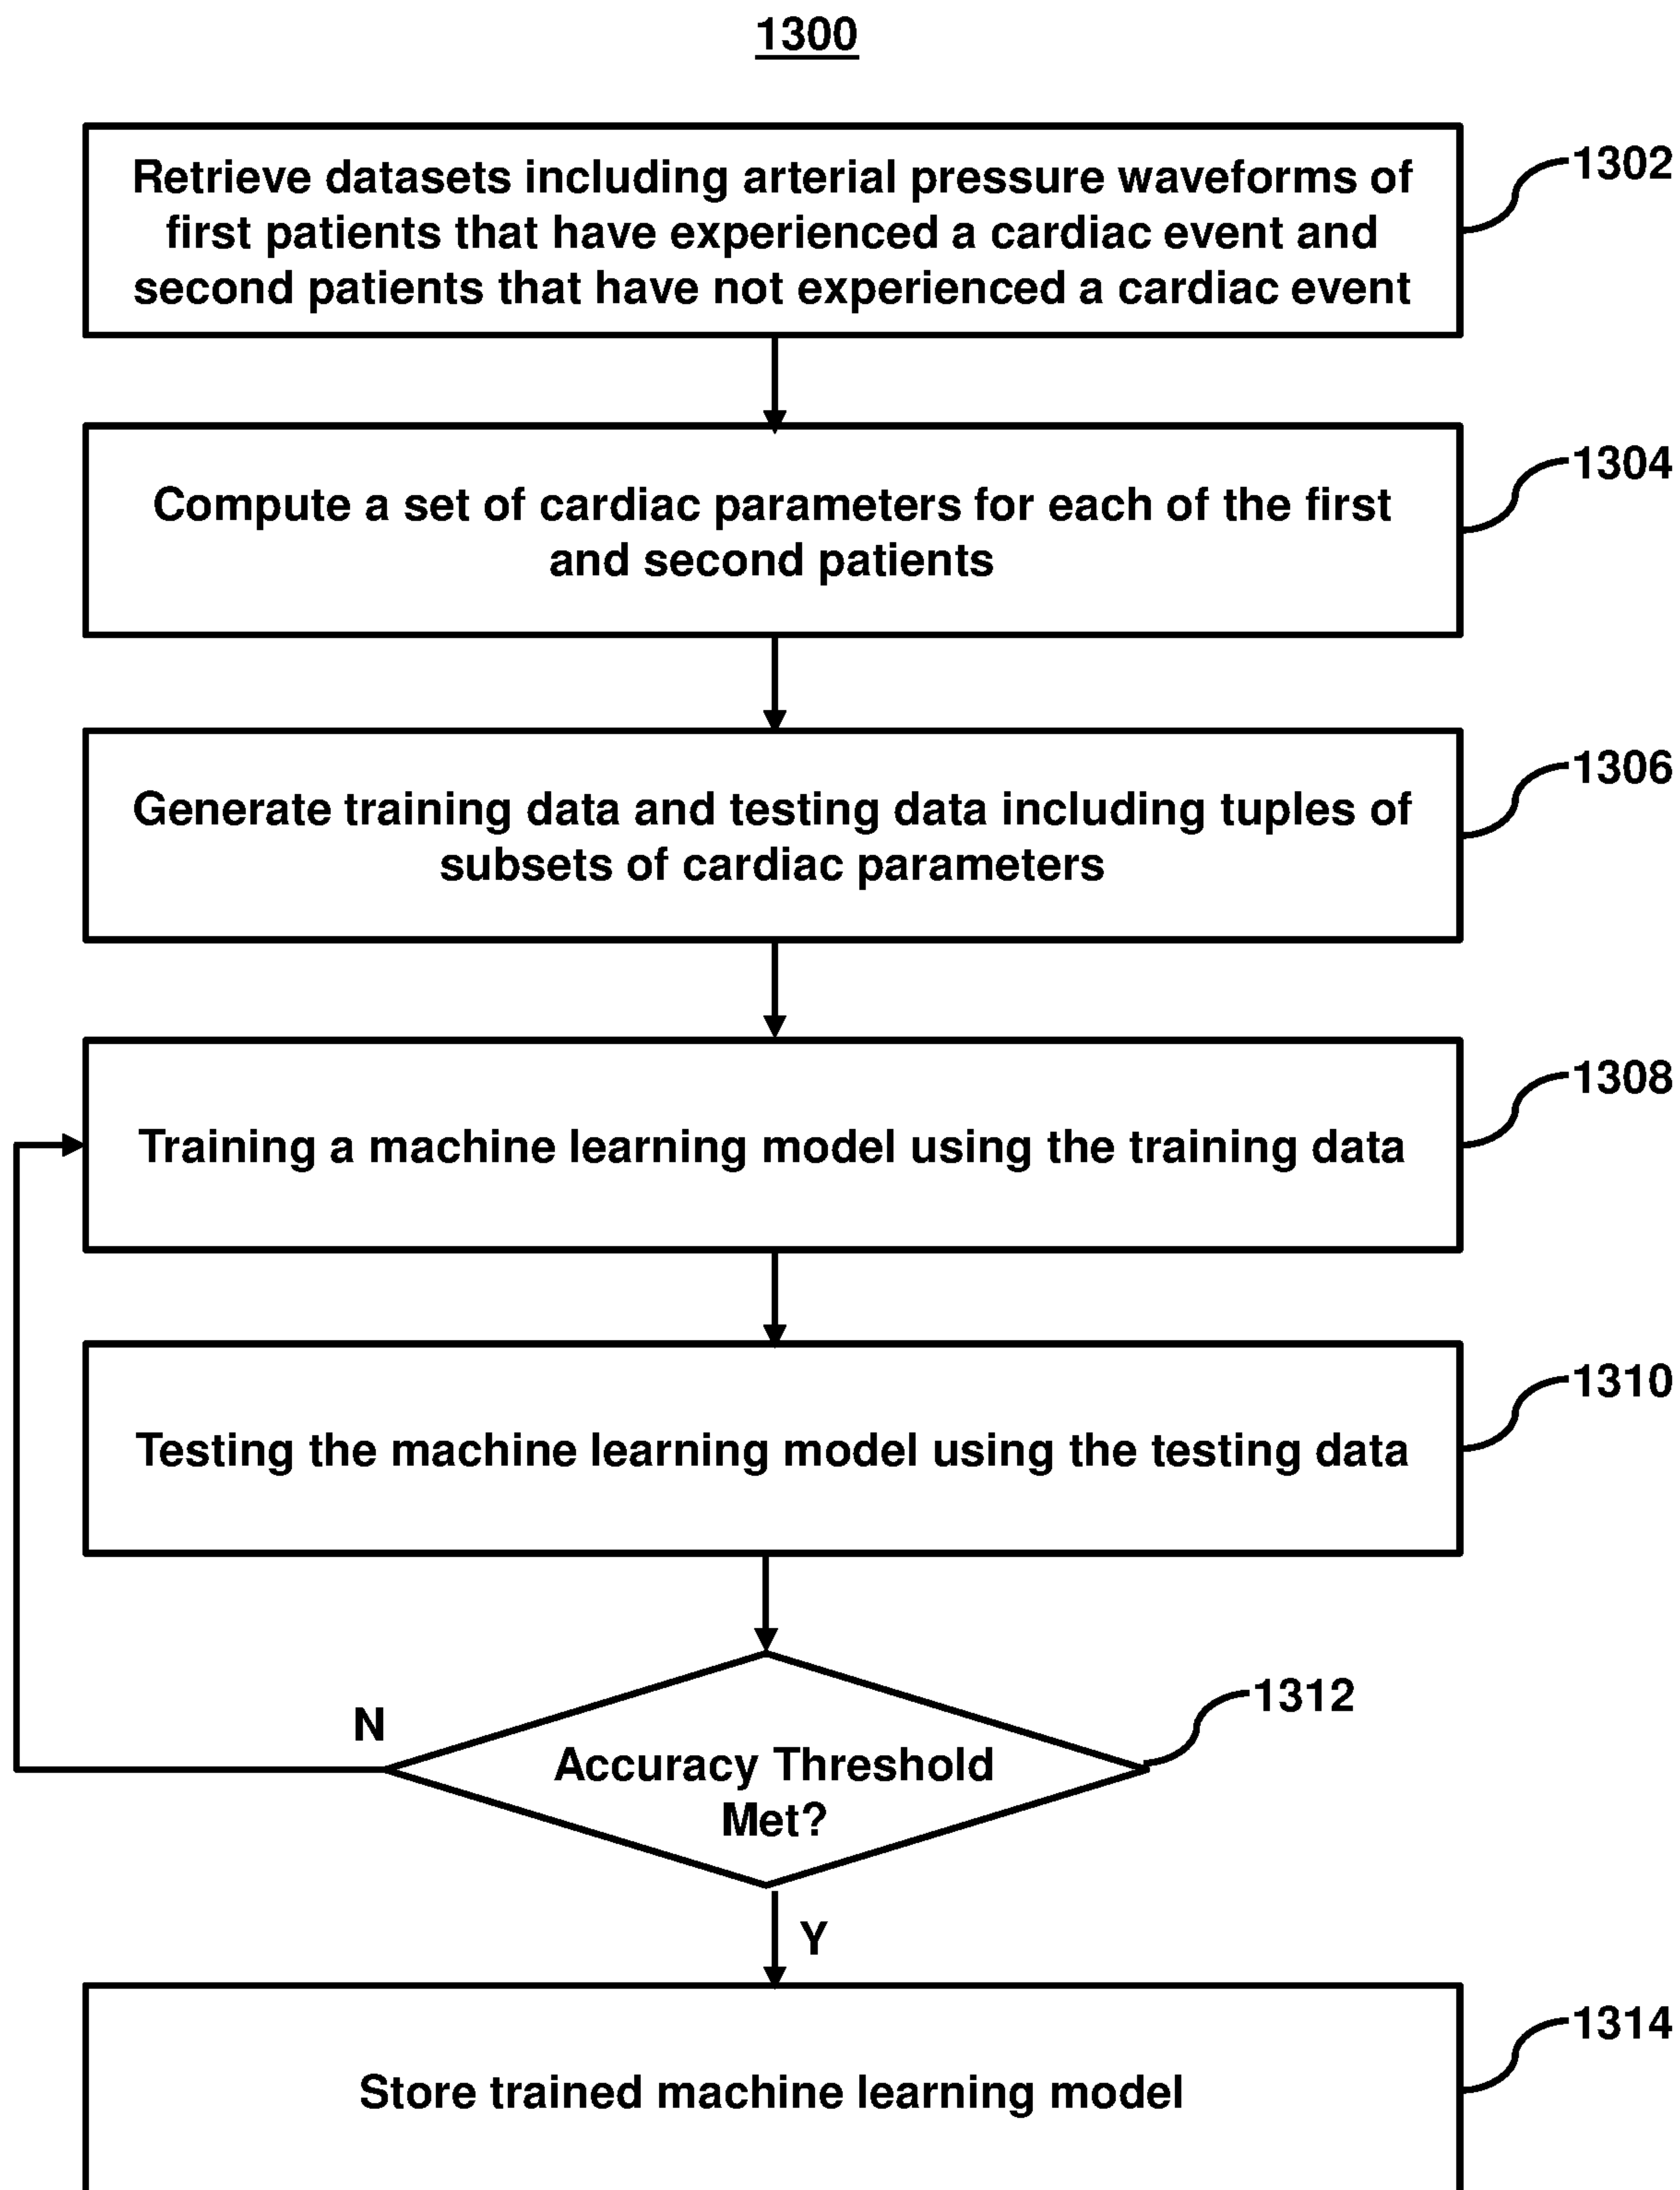 1300
Retrieve datasets including arterial pressure waveforms of
first patients that have experienced a cardiac event and
second patients that have not experienced a cardiac event
1302
Compute a set of cardiac parameters for each of the first
and second patients
1304
Generate training data and testing data including tuples of
subsets of cardiac parameters
1306
Training a machine learning model using the training data
1308
Testing the machine learning model using the testing data
1310
N
Accuracy Threshold
Met?
1312
Y
Store trained machine learning model
1314